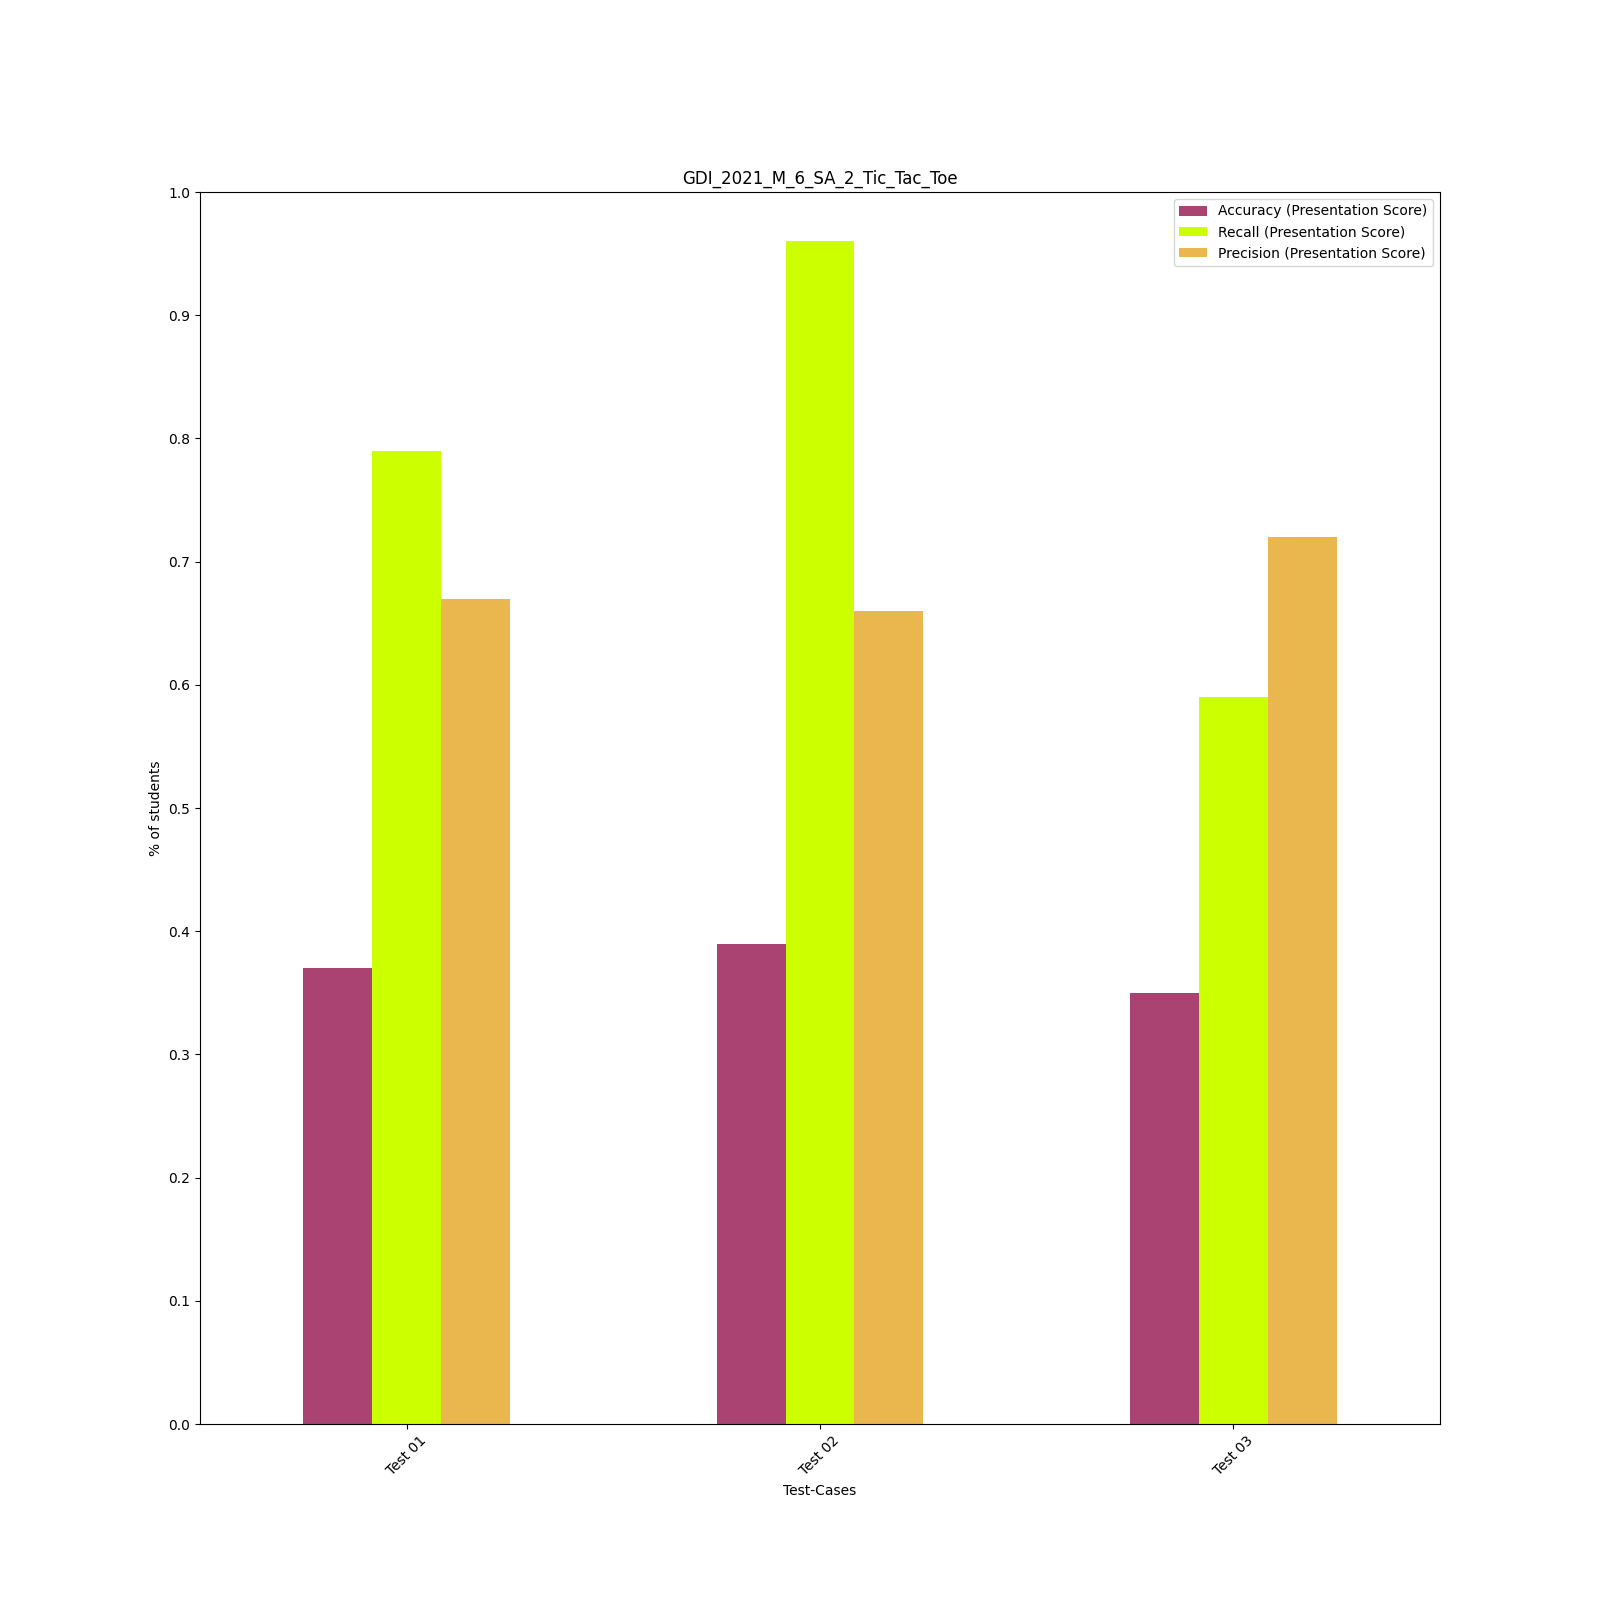 GDI_2021_M_6_SA_2_Tic_Tac_Toe
Accuracy (Presentation Score)
Recall (Presentation Score)
Precision (Presentation Score)
1.0
0.9
0.8
0.7
0.6
0.5
0.4
0.3
0.2
0.1
0.0
% of students
Test 01
Test 02
Test 03
Test-Cases